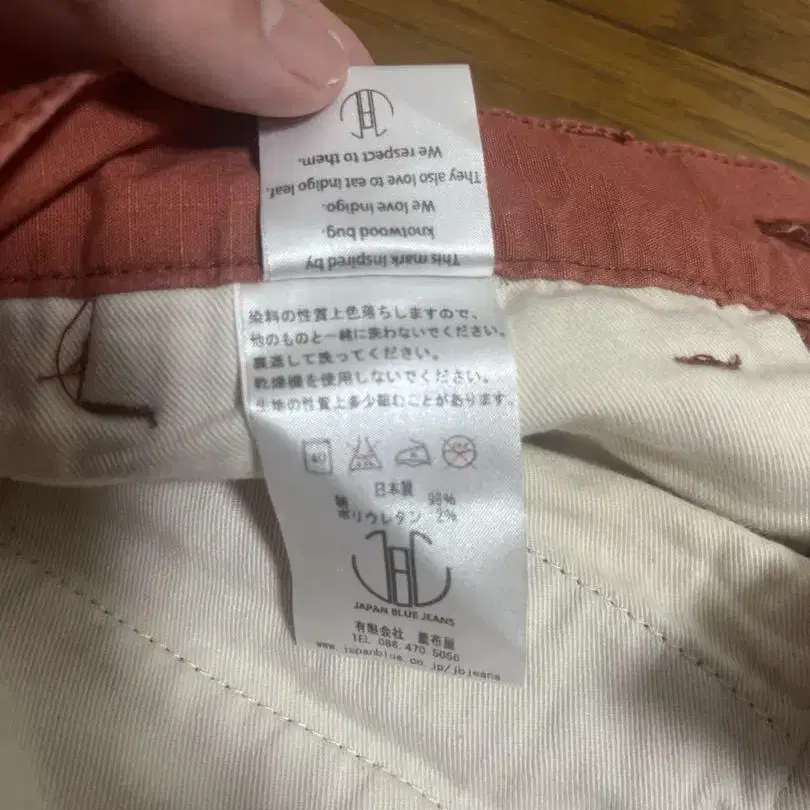 This mark inspired by
knotwood bug.
We love indigo.
They also love to eat indigo leaf.
We respect to them.
染料の性質上色落ちしますので、
他のものと一緒に洗わないでください。
裏返して洗ってください。
乾燥機を使用しないでください。
生地の性質上多少縮むことがあります。
40
日本製
綿 98%
ポリウレタン 2%
JAPAN BLUE JEANS
有限会社 藍布屋
TEL 086.470 5056
www.japanblue.co.jp/jbjeans